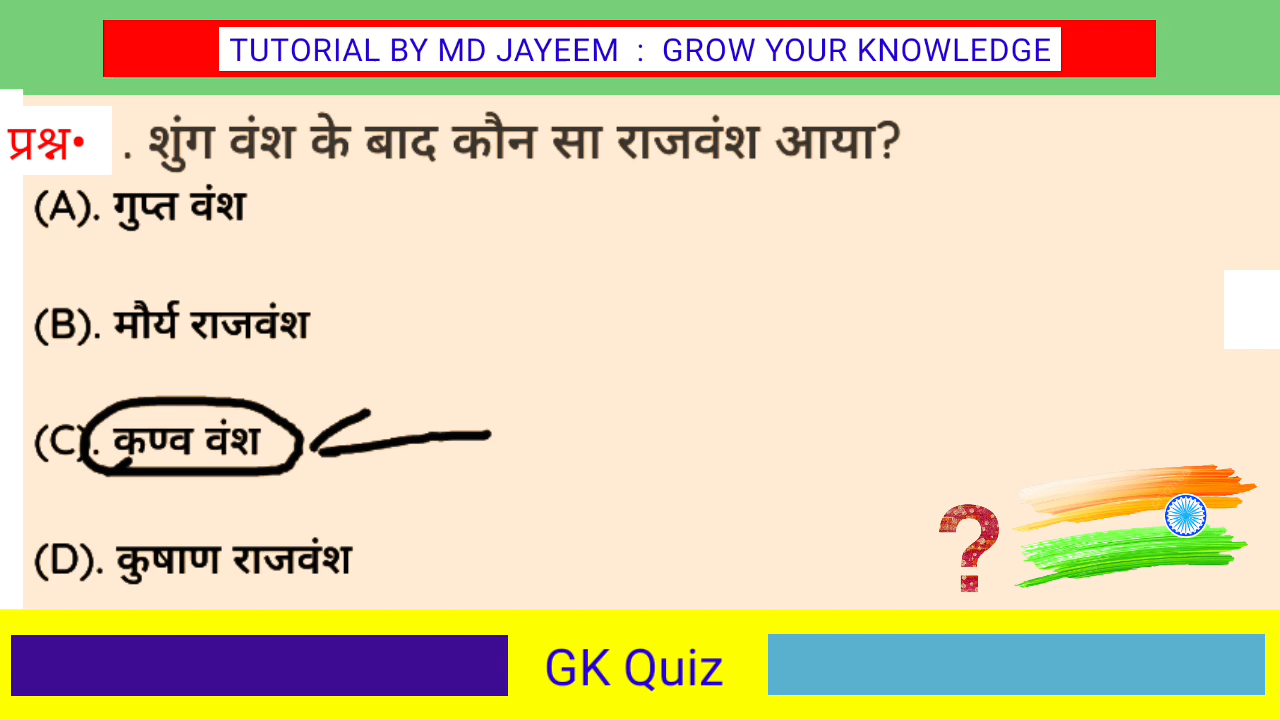 TUTORIAL BY MD JAYEEM : GROW YOUR KNOWLEDGE
प्रश्न• . शुंग वंश के बाद कौन सा राजवंश आया?
(A). गुप्त वंश
(B). मौर्य राजवंश
(C). कण्व वंश
(D). कुषाण राजवंश
?
GK Quiz